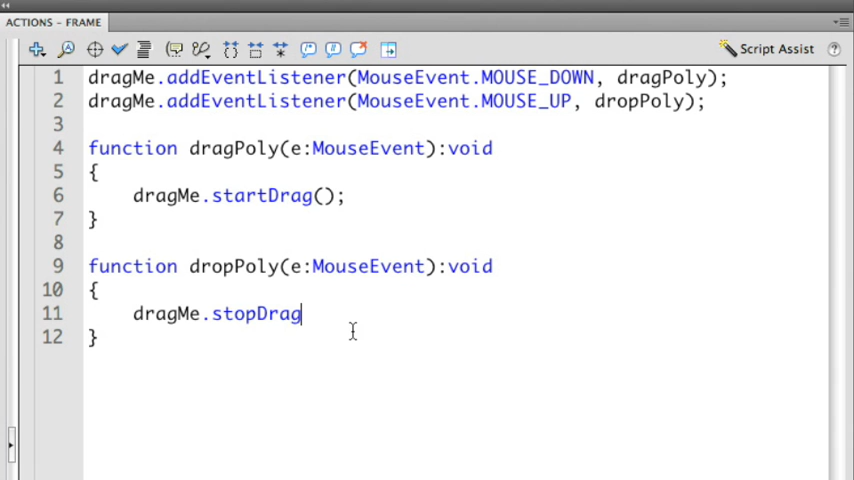 ACTIONS - FRAME
Script Assist
1 dragMe.addEventListener(MouseEvent.MOUSE_DOWN, dragPoly);
2 dragMe.addEventListener(MouseEvent.MOUSE_UP, dropPoly);
3
4 function dragPoly(e:MouseEvent):void
5 {
6 dragMe.startDrag();
7 }
8
9 function dropPoly(e:MouseEvent):void
10 {
11 dragMe.stopDrag
12 }